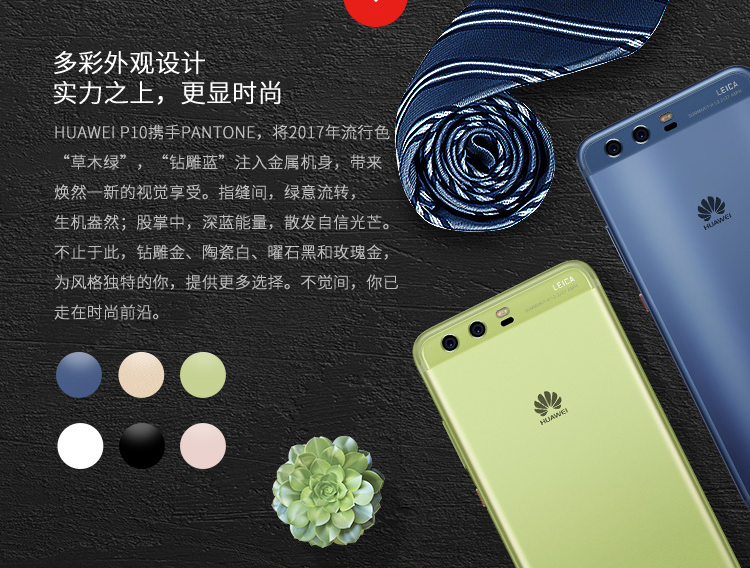 多彩外观设计
实力之上，更显时尚
HUAWEI P10携手PANTONE，将2017年流行色
“草木绿”，“钻雕蓝”注入金属机身，带来
焕然一新的视觉享受。指缝间，绿意流转，
生机盎然；股掌中，深蓝能量，散发自信光芒。
不止于此，钻雕金、陶瓷白、曜石黑和玫瑰金，
为风格独特的你，提供更多选择。不觉间，你已
走在时尚前沿。
LEICA
HUAWEI
LEICA
HUAWEI